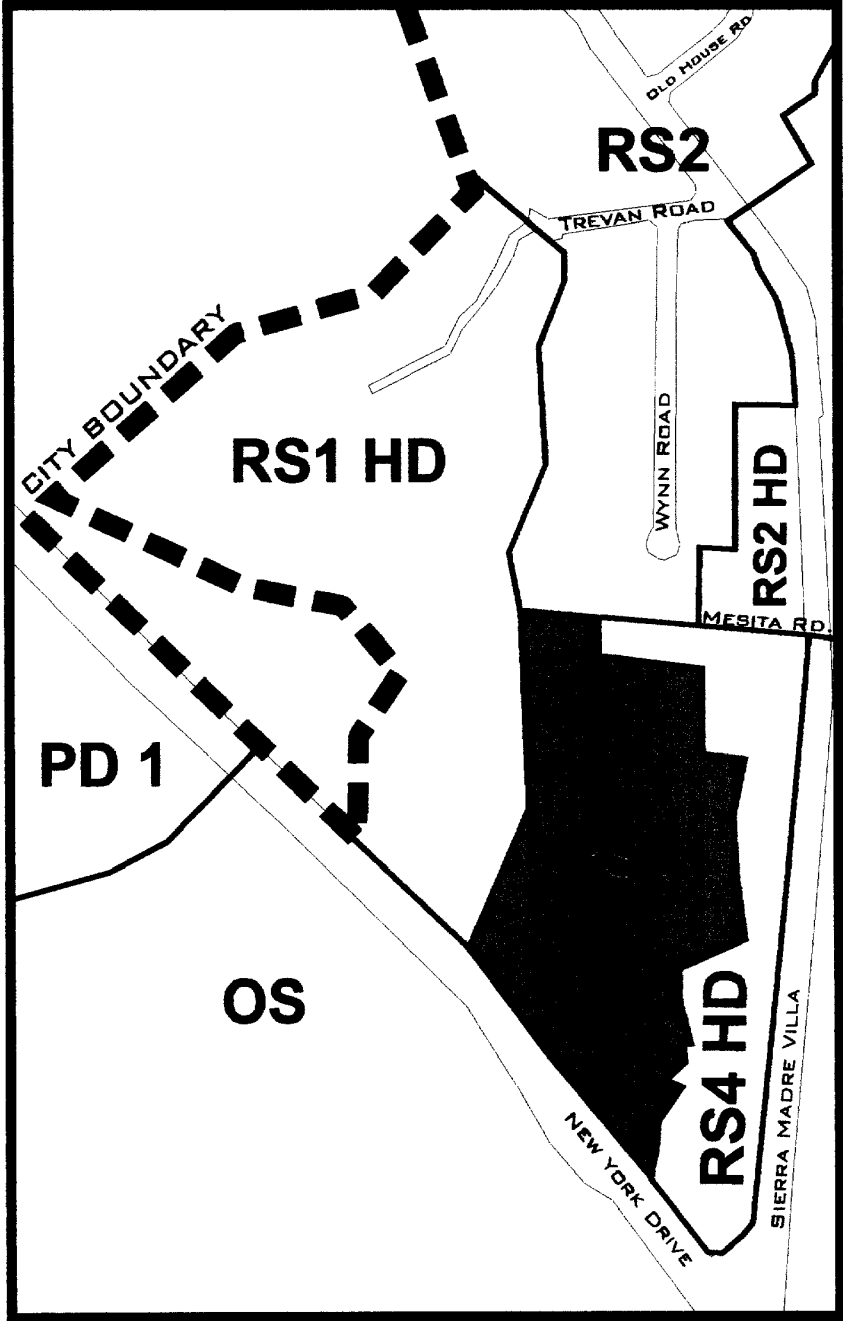 OLD HOUSE RD
RS2
TREVAN ROAD
CITY BOUNDARY
RS1 HD
WYNN ROAD
RS2 HD
MESITA RD.
PD 1
OS
RS4 HD
SIERRA MADRE VILLA
NEW YORK DRIVE